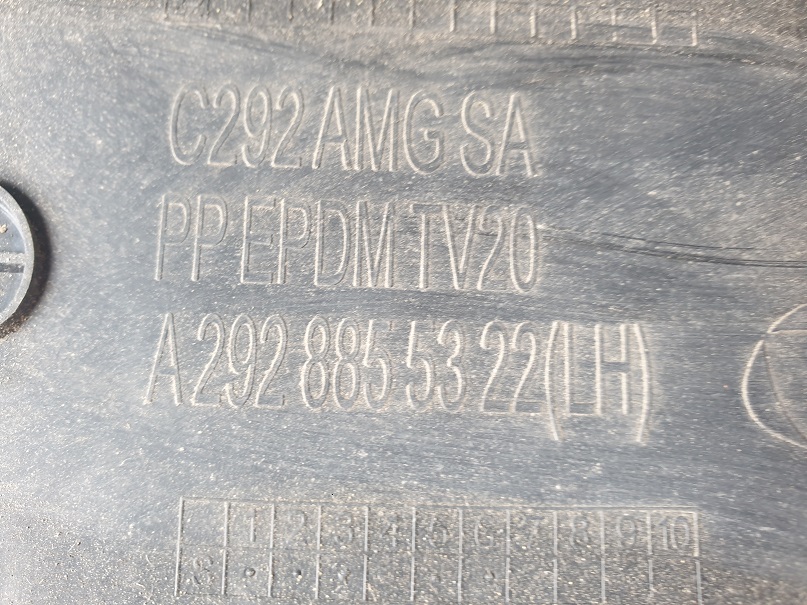 C292 AMG SA
PP EPDM TV20
A 292 885 53 22(LH)
1 2 3 4 5 6 7 8 9 10